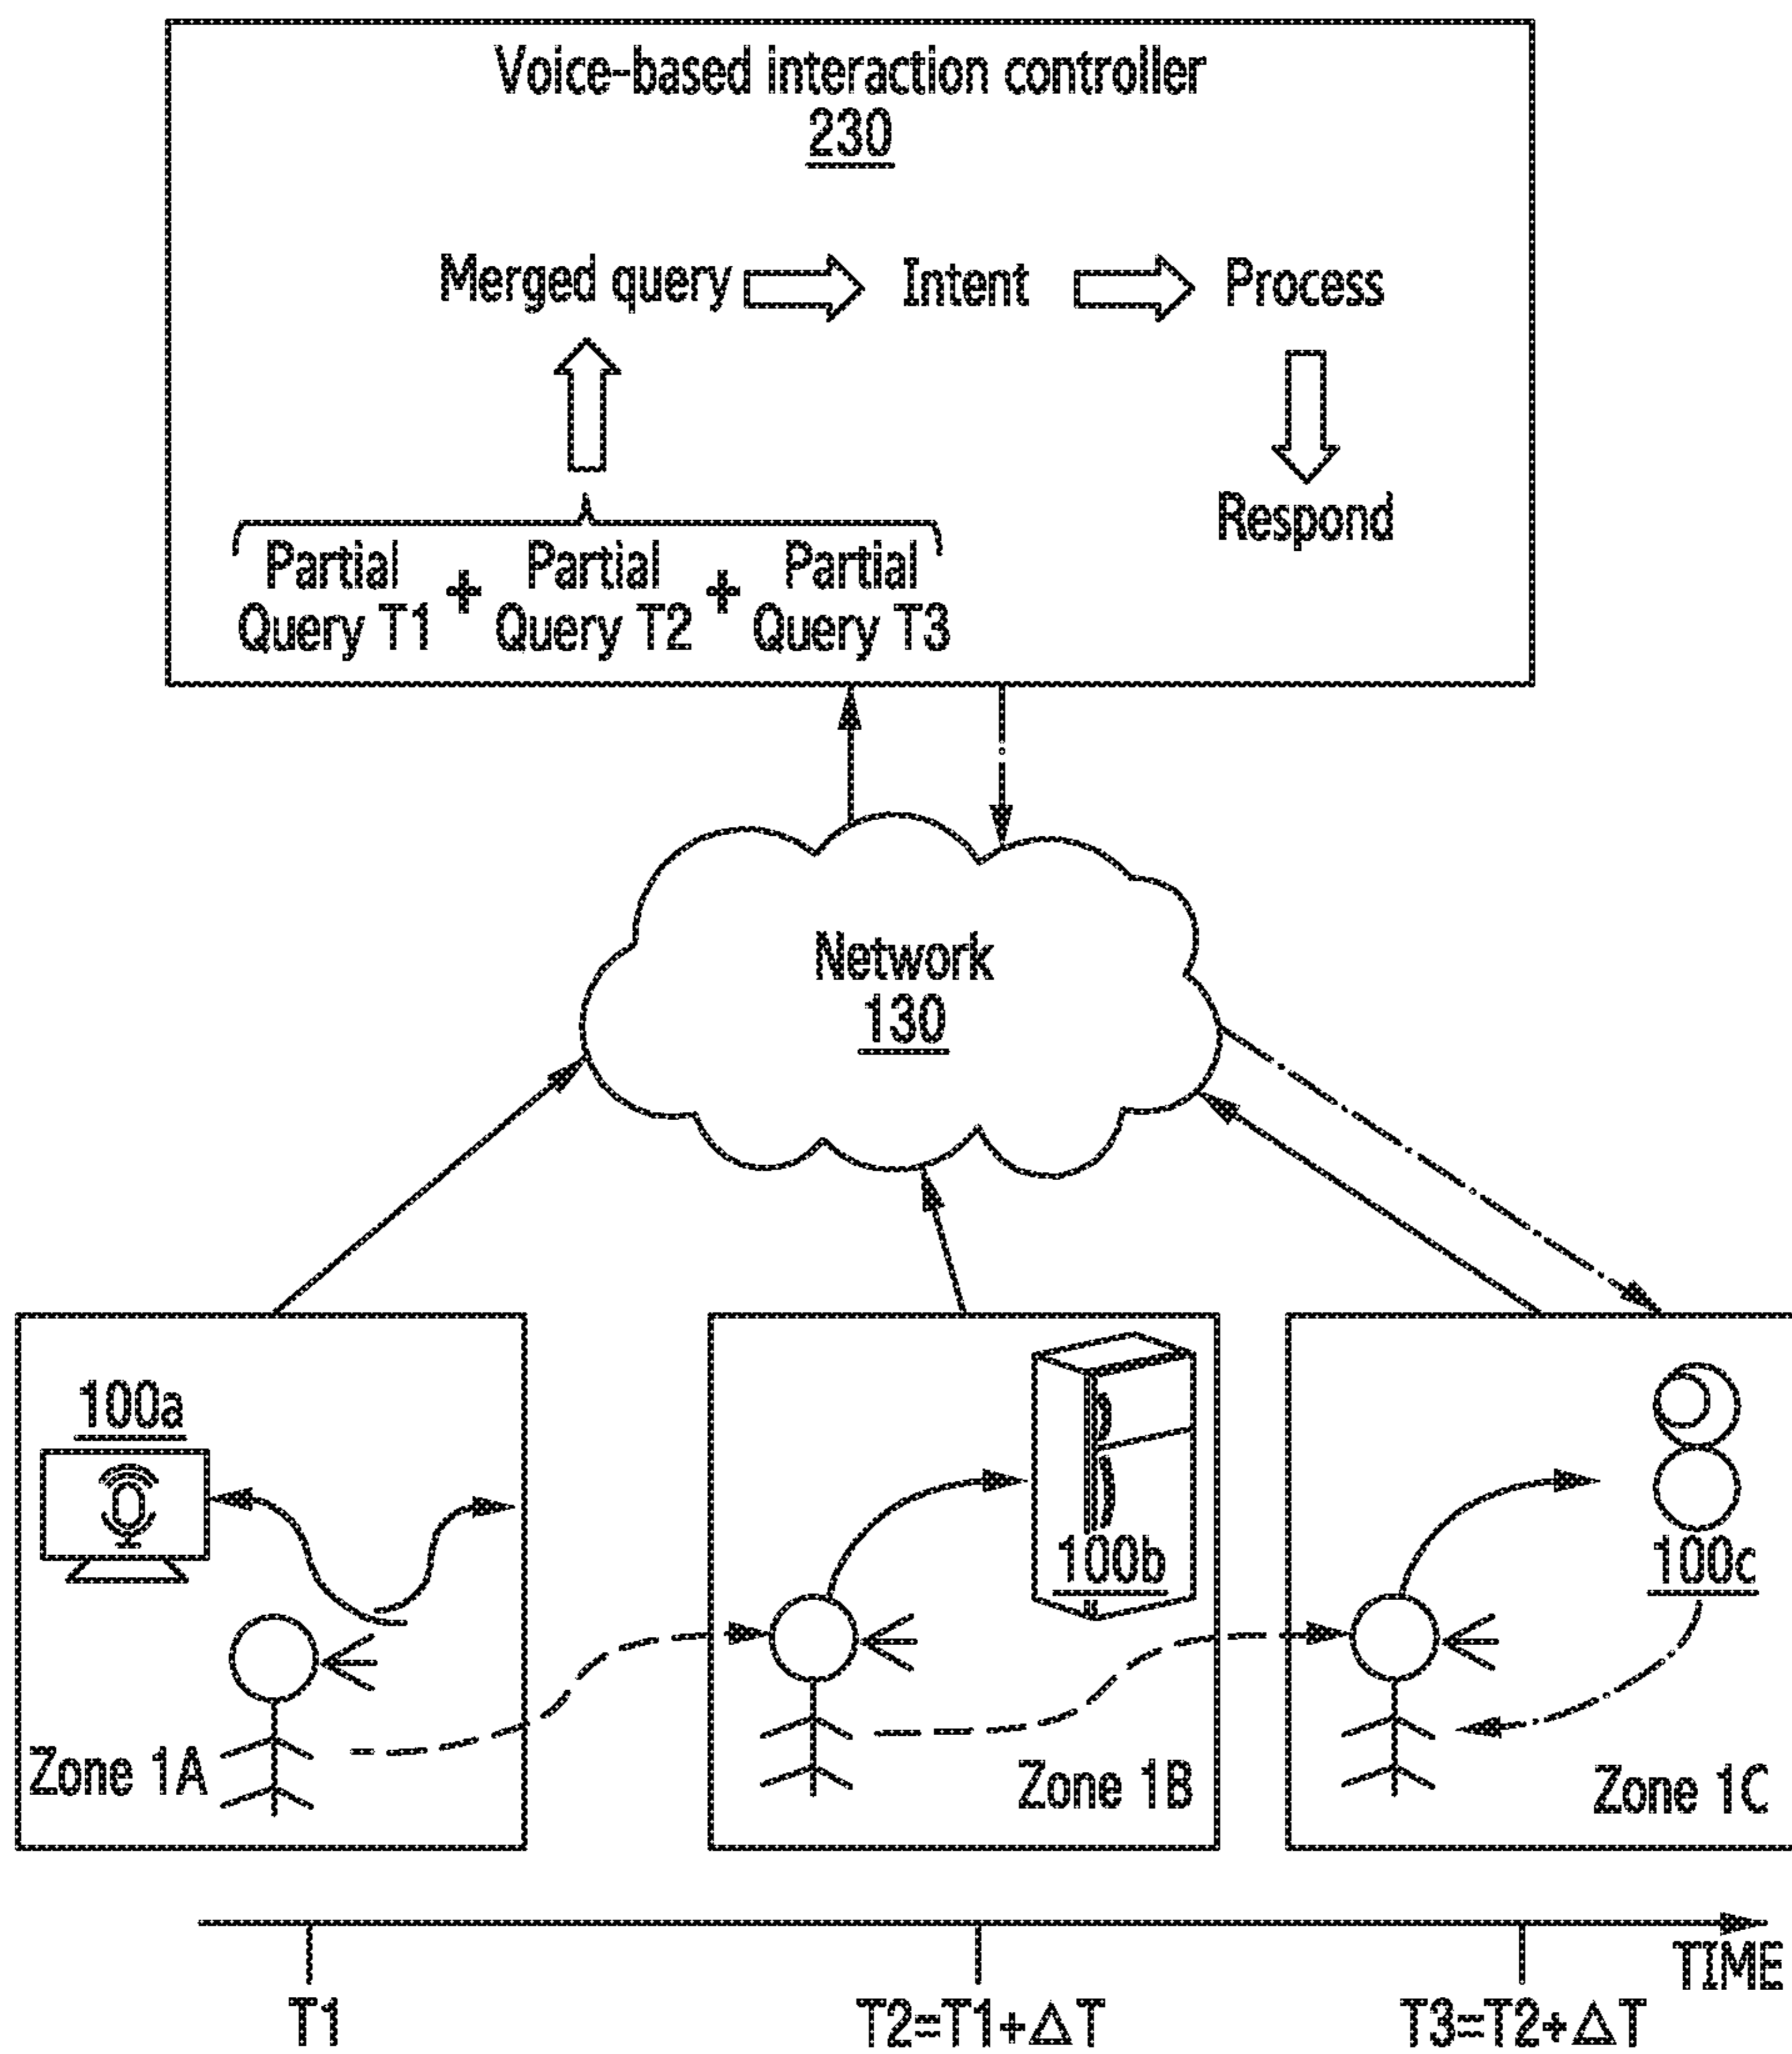 Voice-based interaction controller
230
Merged query Intent Process
Respond
Partial + Partial + Partial
Query T1 Query T2 Query T3
Network
130
100a
100b
100c
Zone 1A
Zone 1B
Zone 1C
TIME
T1 T2=T1+ΔT T3=T2+ΔT